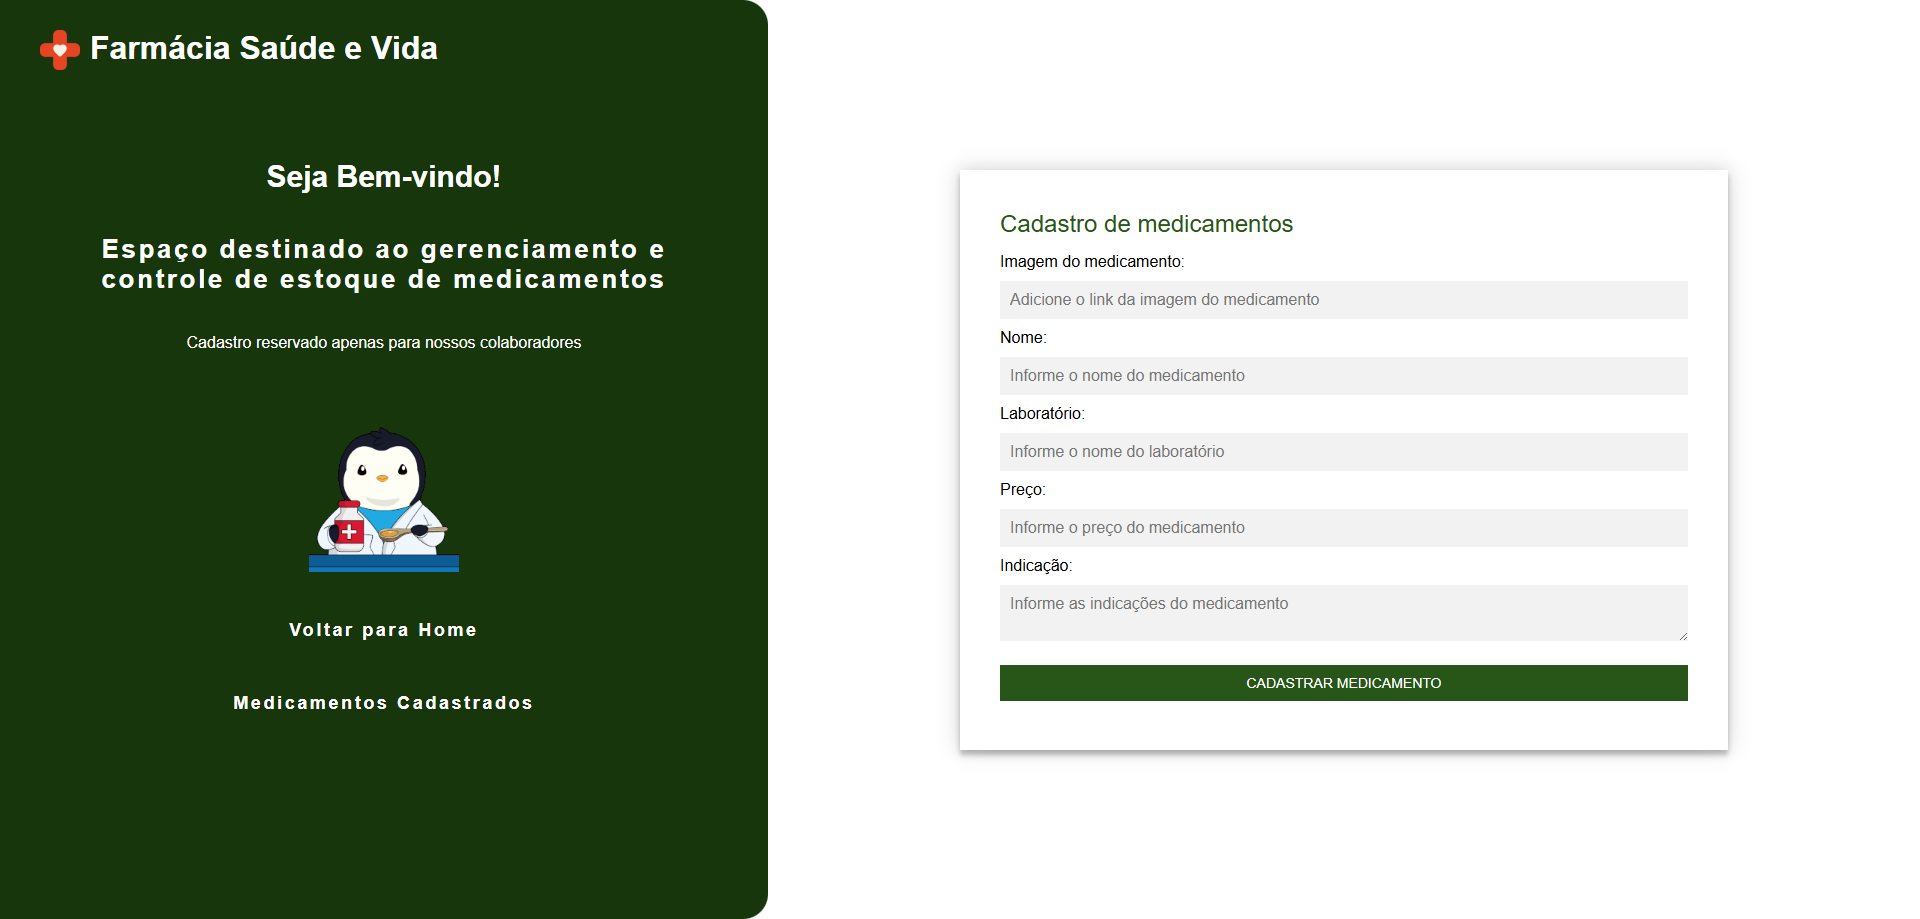 Farmácia Saúde e Vida
Seja Bem-vindo!
Espaço destinado ao gerenciamento e
controle de estoque de medicamentos
Cadastro reservado apenas para nossos colaboradores
Voltar para Home
Medicamentos Cadastrados
Cadastro de medicamentos
Imagem do medicamento:
Adicione o link da imagem do medicamento
Nome:
Informe o nome do medicamento
Laboratório:
Informe o nome do laboratório
Preço:
Informe o preço do medicamento
Indicação:
Informe as indicações do medicamento
CADASTRAR MEDICAMENTO